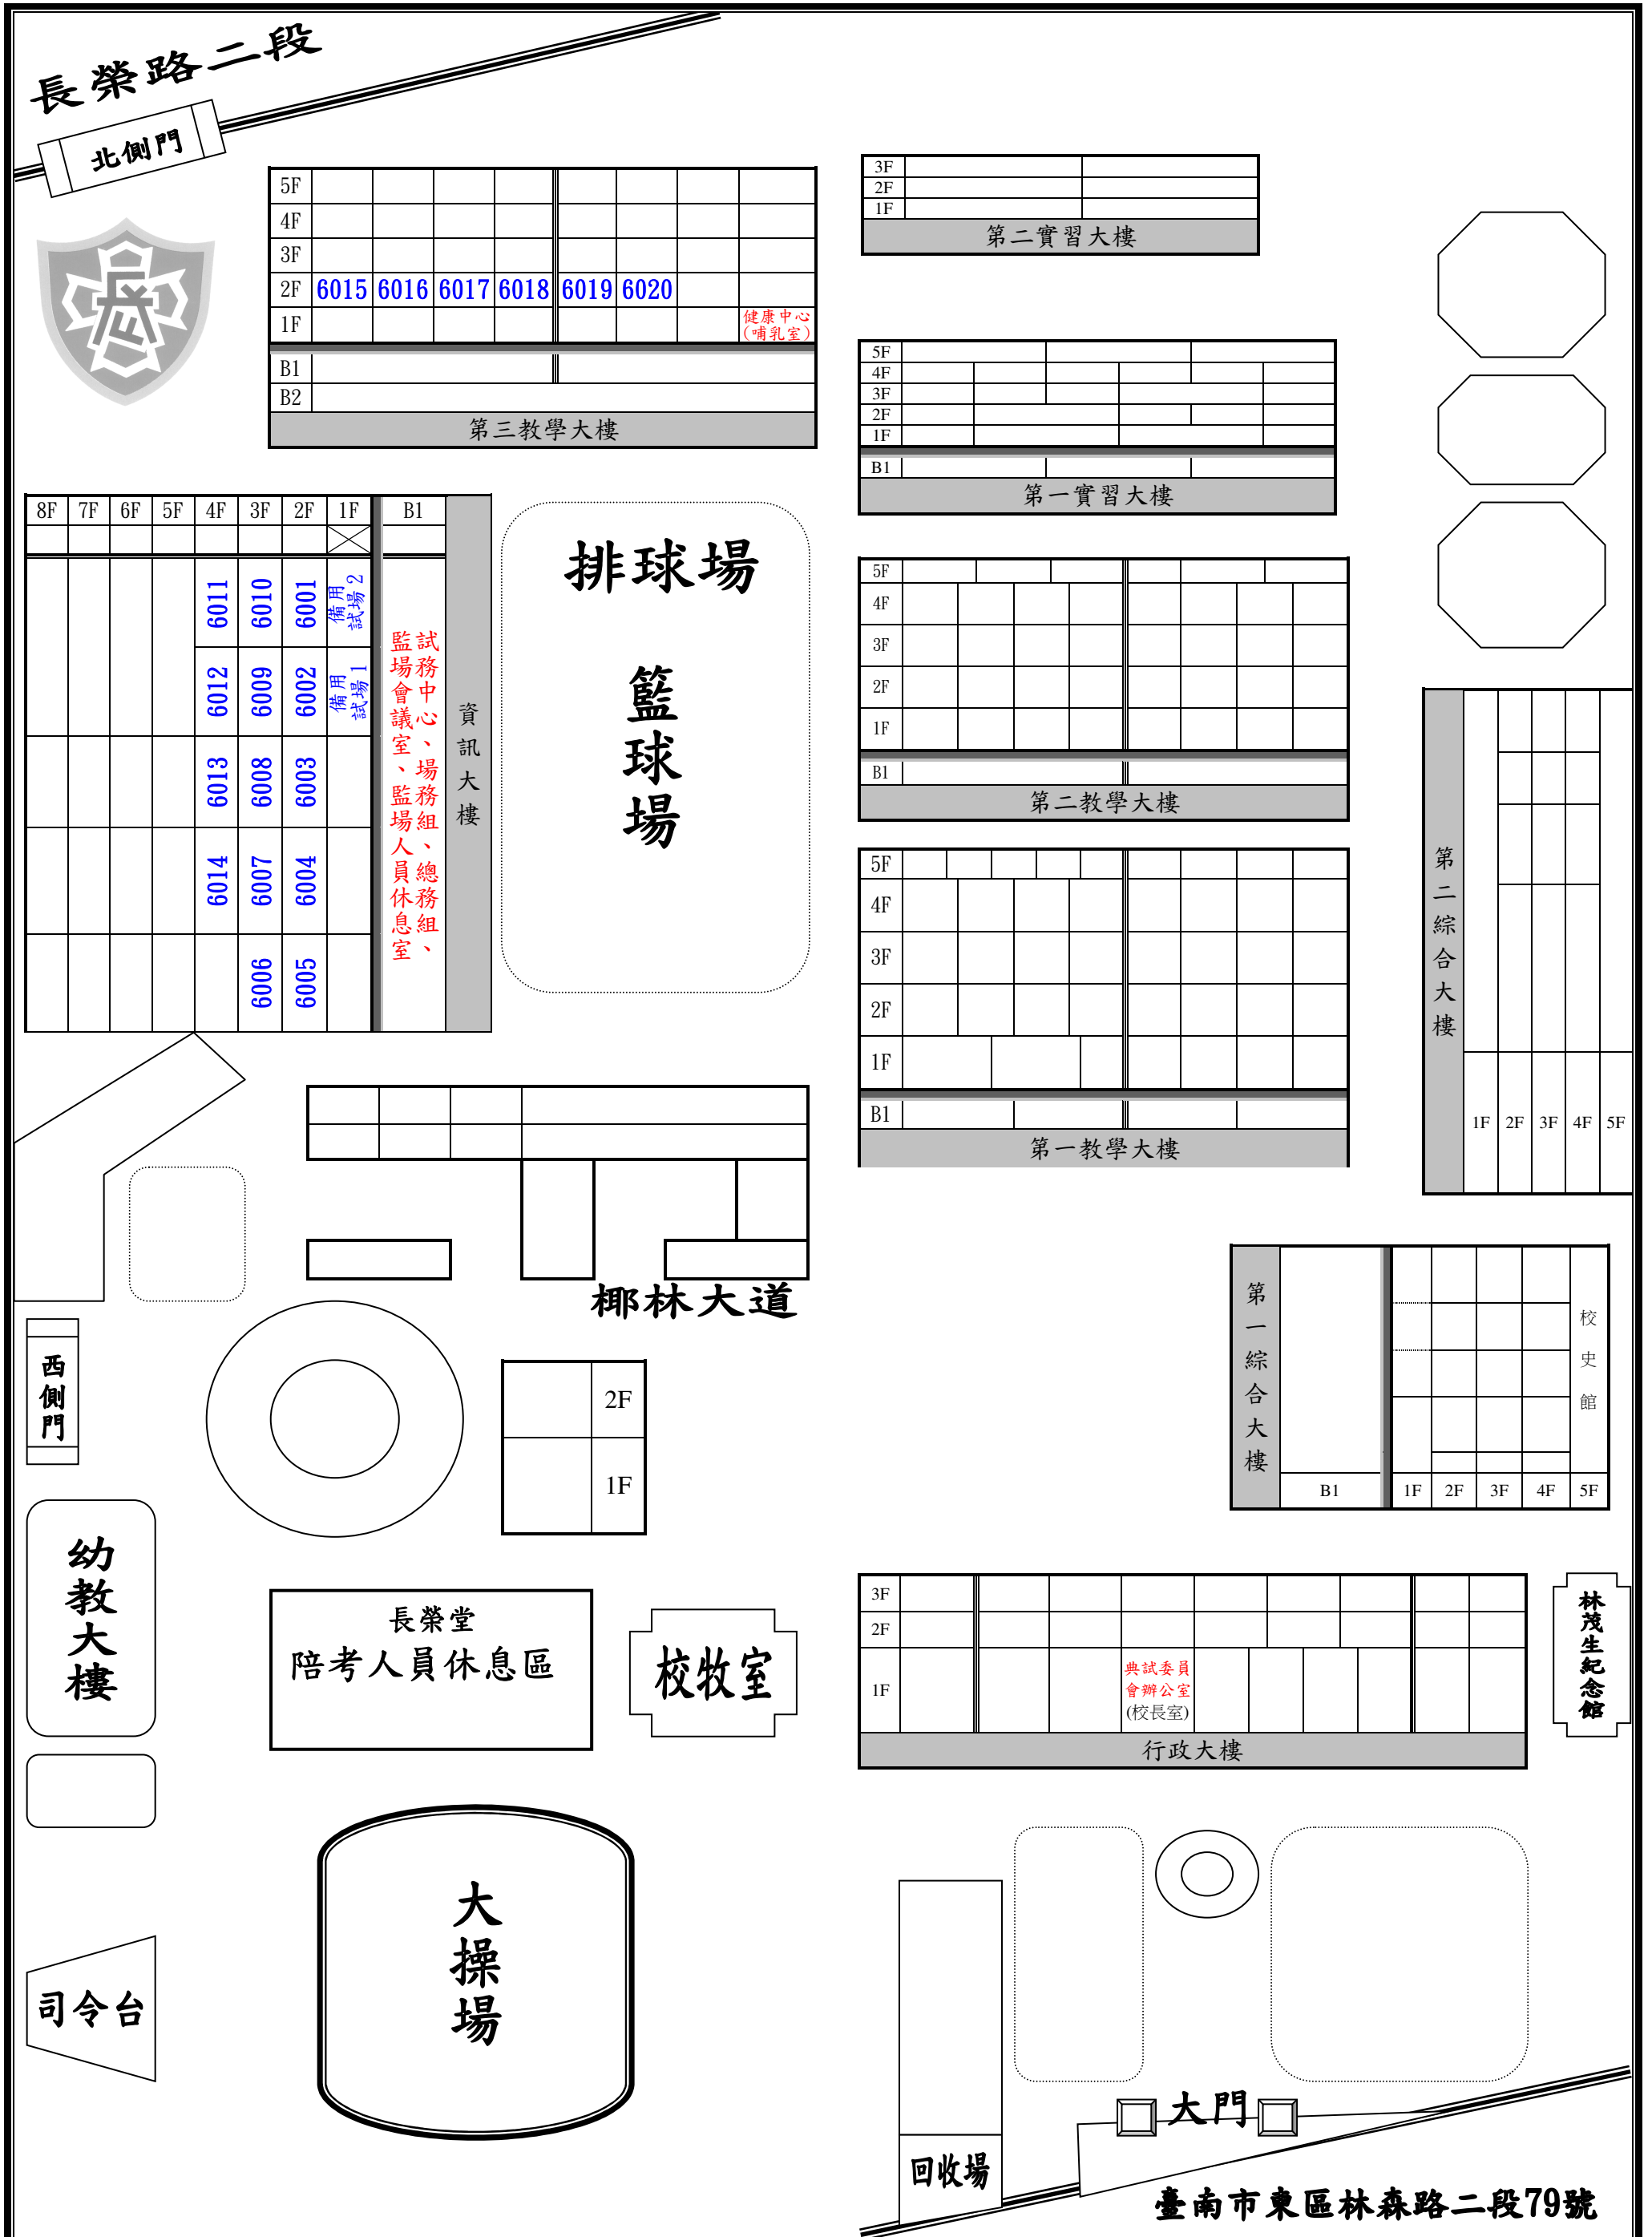 長榮路二段
北側門
5F
4F
3F
2F 6015 6016 6017 6018 6019 6020
1F 健康中心
(哺乳室)
B1
B2
第三教學大樓
3F
2F
1F
第二實習大樓
5F
4F
3F
2F
1F
B1
第一實習大樓
8F 7F 6F 5F 4F 3F 2F 1F B1
6011 6010 6001 備用
試場2
6012 6009 6002 備用
試場1
6013 6008 6003
6014 6007 6004
6006 6005
試務中心、場務組、總務組、
監場會議室、監場人員休息室
資訊大樓
排球場
籃球場
5F
4F
3F
2F
1F
B1
第二教學大樓
5F
4F
3F
2F
1F
B1
第一教學大樓
第二綜合大樓
1F 2F 3F 4F 5F
椰林大道
第一綜合大樓
校史館
B1 1F 2F 3F 4F 5F
西側門
2F
1F
幼教大樓
長榮堂
陪考人員休息區
校牧室
3F
2F
1F 典試委員
會辦公室
(校長室)
行政大樓
林茂生紀念館
大操場
司令台
大門
回收場
臺南市東區林森路二段79號